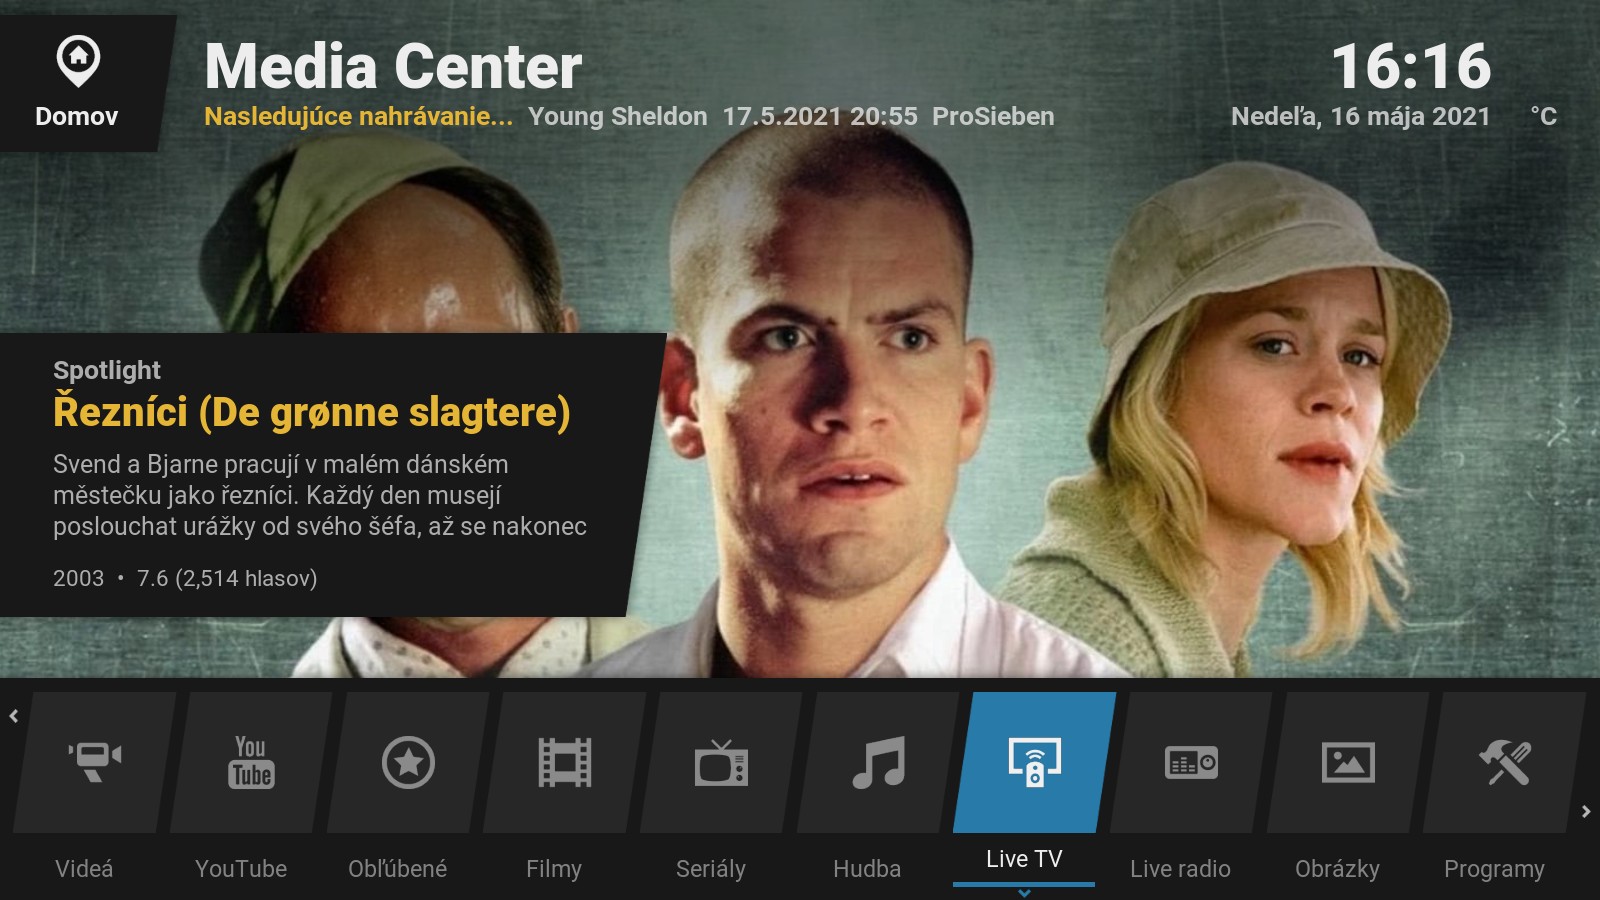 Domov
Media Center
Nasledujúce nahrávanie... Young Sheldon 17.5.2021 20:55 ProSieben
16:16
Nedeľa, 16 mája 2021 °C
Spotlight
Řezníci (De grønne slagtere)
Svend a Bjarne pracují v malém dánském
městečku jako řezníci. Každý den musejí
poslouchat urážky od svého šéfa, až se nakonec
2003 • 7.6 (2,514 hlasov)
You
Tube
Videá
YouTube
Obľúbené
Filmy
Seriály
Hudba
Live TV
Live radio
Obrázky
Programy